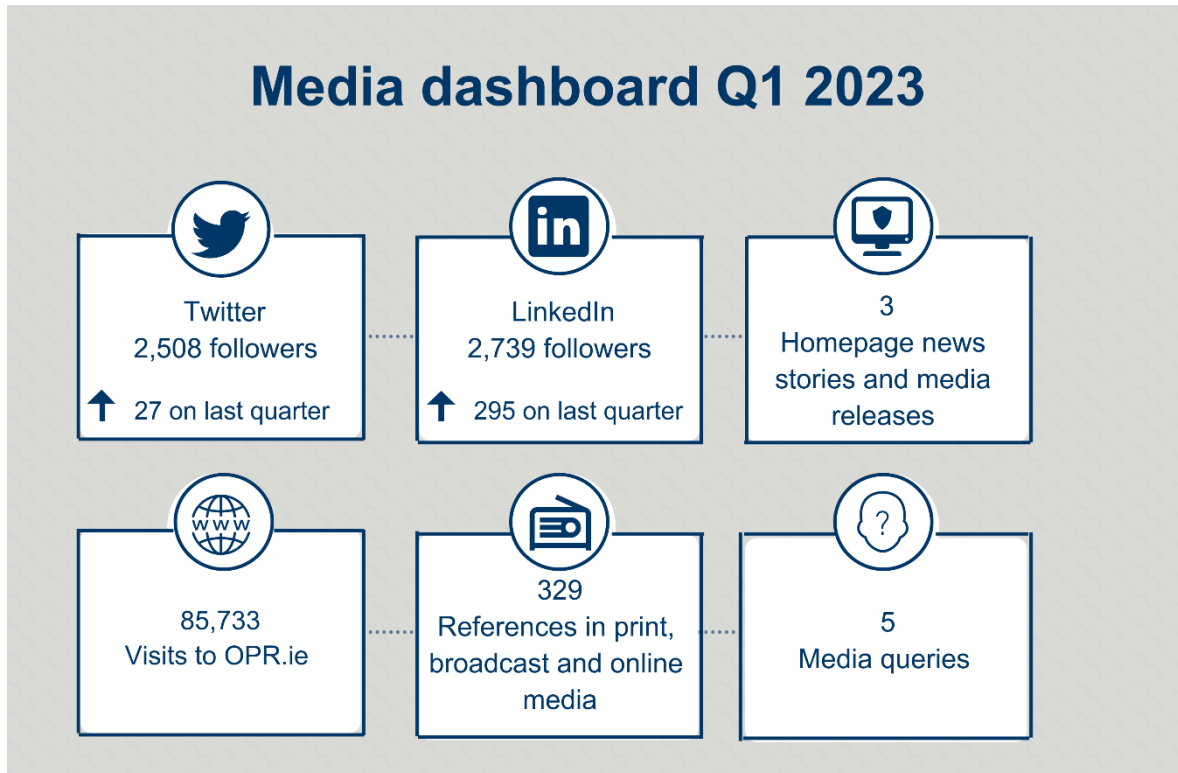 Media dashboard Q1 2023
in
Twitter
2,508 followers
27 on last quarter
LinkedIn
2,739 followers
295 on last quarter
3
Homepage news
stories and media
releases
www
85,733
Visits to OPR.ie
329
References in print,
broadcast and online
media
?
5
Media queries